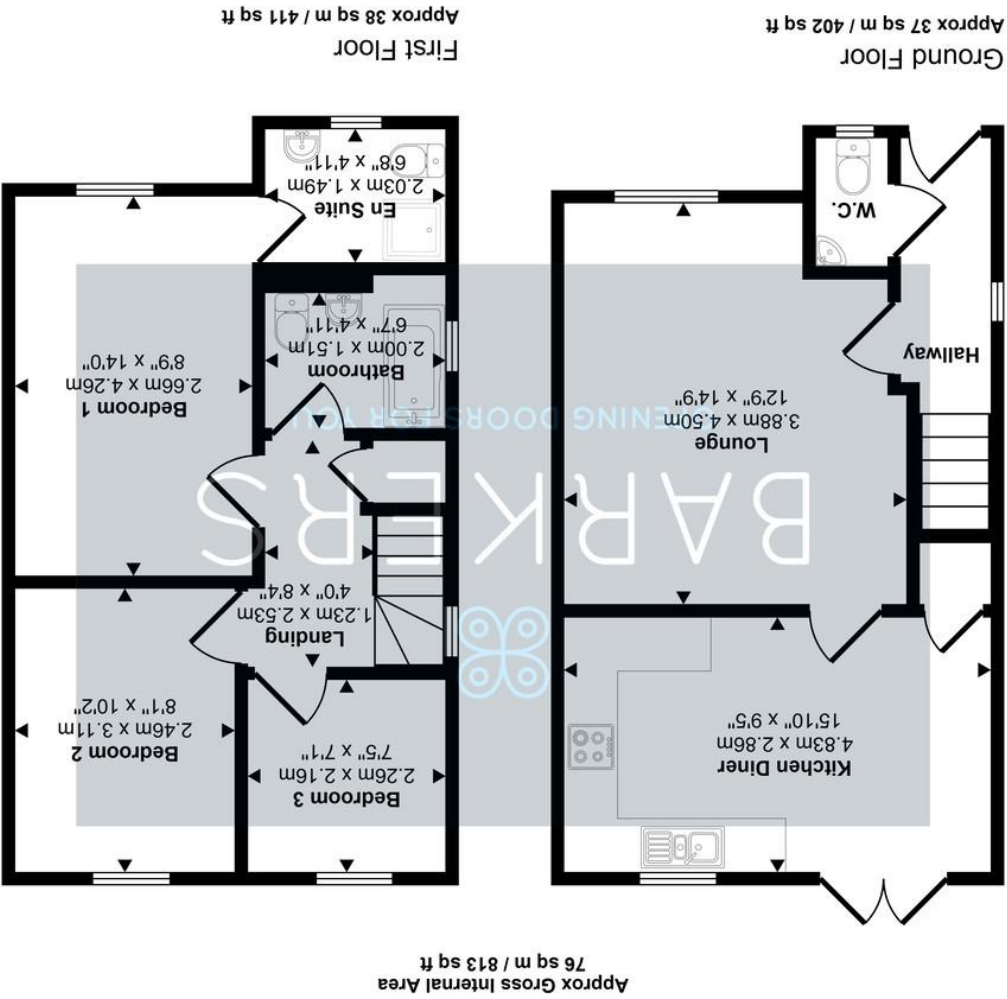 Approx Gross Internal Area
76 sq m / 813 sq ft
Kitchen Diner
4.83m x 2.86m
15'10" x 9'5"
Lounge
3.88m x 4.50m
12'9" x 14'9"
Hallway
W.C.
Ground Floor
Approx 37 sq m / 402 sq ft
Bedroom 3
2.26m x 2.16m
7'5" x 7'1"
Bedroom 2
2.46m x 3.11m
8'1" x 10'2"
Landing
1.23m x 2.53m
4'0" x 8'4"
Bathroom
2.00m x 1.51m
6'7" x 4'11"
Bedroom 1
2.66m x 4.26m
8'9" x 14'0"
En Suite
2.03m x 1.49m
6'8" x 4'11"
First Floor
Approx 38 sq m / 411 sq ft
BARKERS
OPENING DOORS FOR YOU